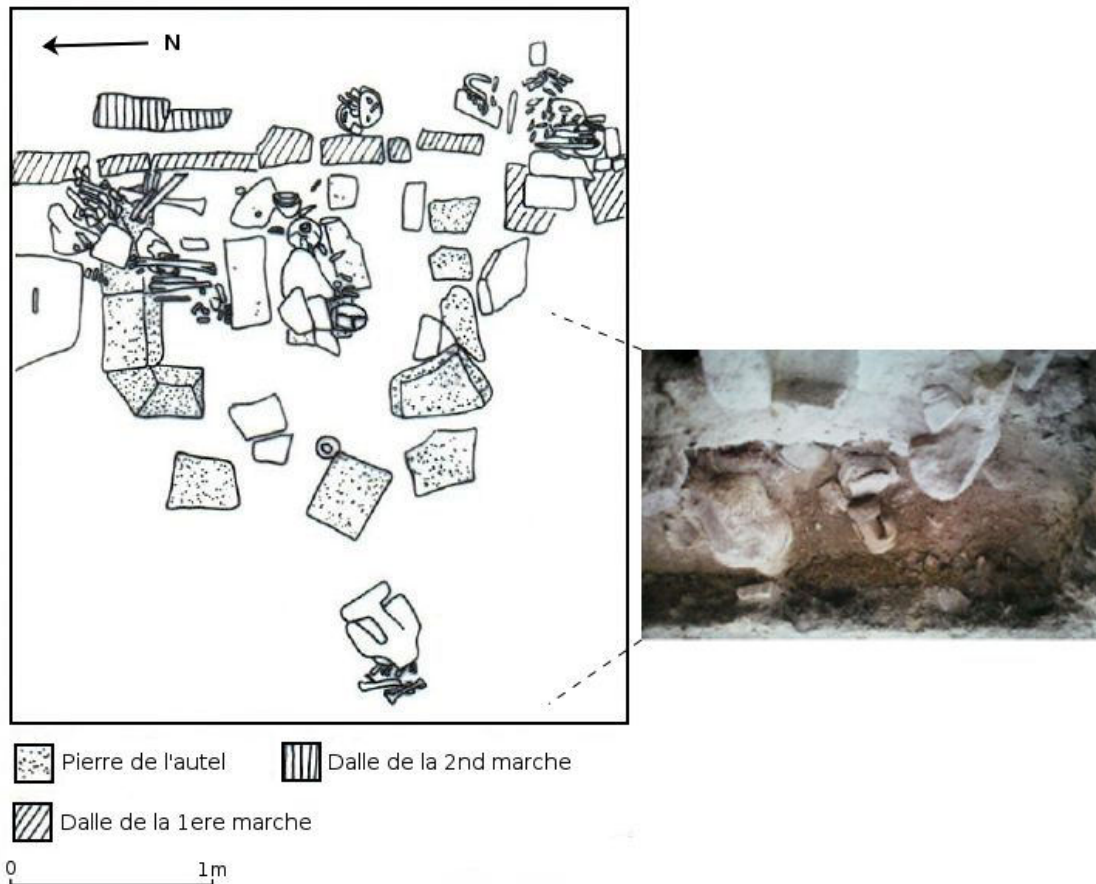 N
Pierre de l'autel
Dalle de la 2nd marche
Dalle de la 1ere marche
0
1m